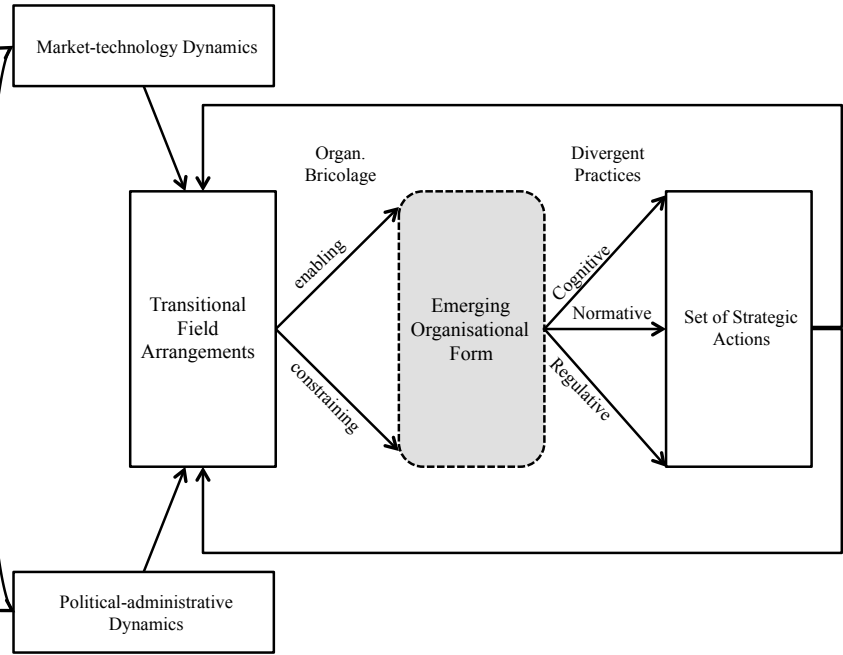 Market-technology Dynamics
Organ.
Bricolage
Divergent
Practices
enabling
constraining
Transitional
Field
Arrangements
Emerging
Organisational
Form
Cognitive
Normative
Regulative
Set of Strategic
Actions
Political-administrative
Dynamics